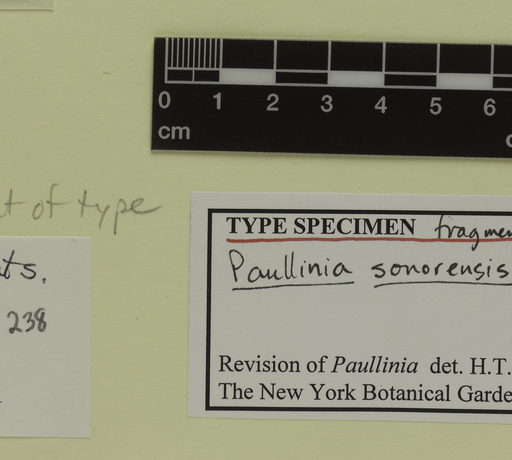 0 1 2 3 4 5 6
cm
of type
TYPE SPECIMEN fragmen
Paullinia sonorensis
ts.
238
Revision of Paullinia det. H.T.
The New York Botanical Garde